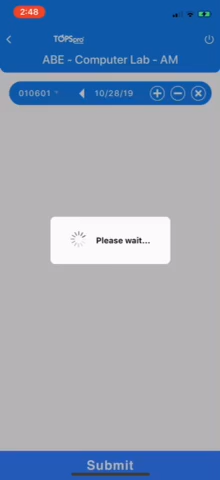 2:48
TOPSpro
ABE - Computer Lab - AM
010601 10/28/19
Please wait...
Submit